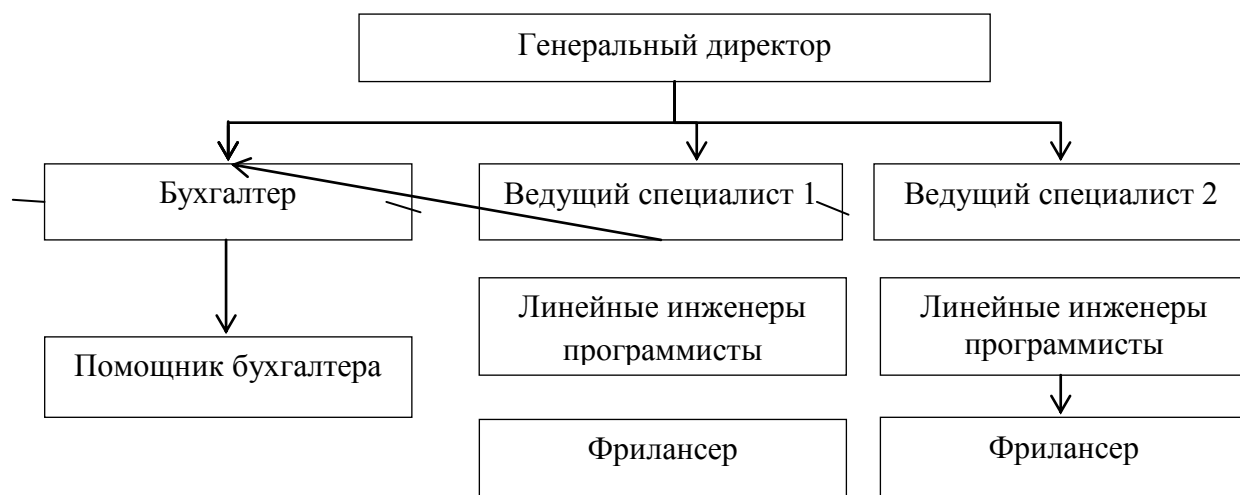 Генеральный директор
Бухгалтер
Ведущий специалист 1
Ведущий специалист 2
Помощник бухгалтера
Линейные инженеры
программисты
Линейные инженеры
программисты
Фрилансер
Фрилансер